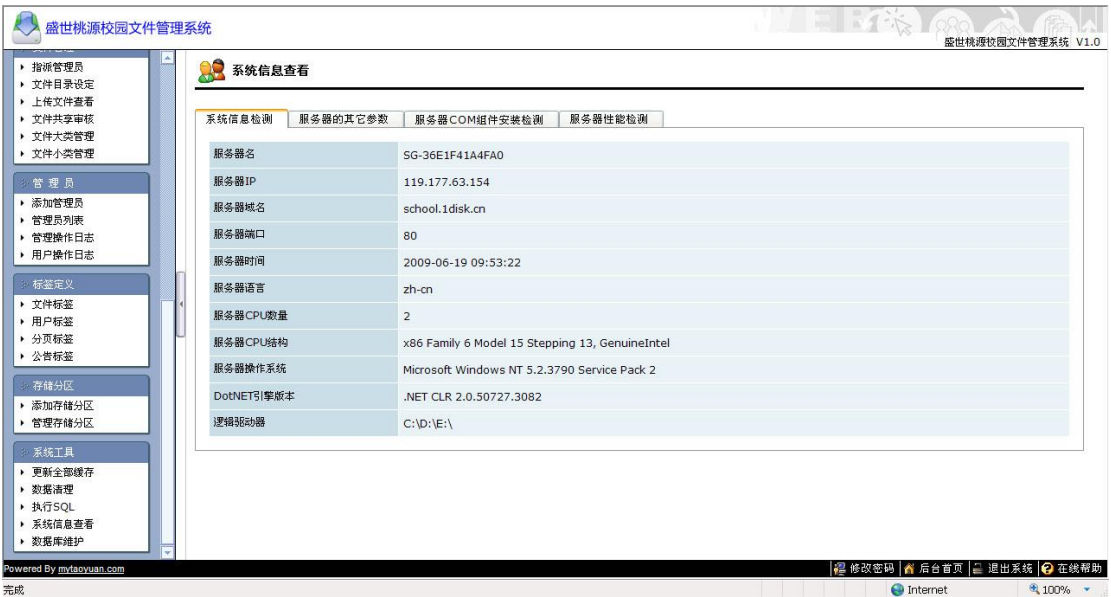 盛世桃源校园文件管理系统
盛世桃源校园文件管理系统 V1.0
指派管理员
文件目录设定
上传文件查看
文件共享审核
文件大类管理
文件小类管理
管 理 员
添加管理员
管理员列表
管理操作日志
用户操作日志
标签定义
文件标签
用户标签
分页标签
公告标签
存储分区
添加存储分区
管理存储分区
系统工具
更新全部缓存
数据清理
执行SQL
系统信息查看
数据库维护
系统信息查看
系统信息检测 服务器的其它参数 服务器COM组件安装检测 服务器性能检测
服务器名 SG-36E1F41A4FA0
服务器IP 119.177.63.154
服务器域名 school.1disk.cn
服务器端口 80
服务器时间 2009-06-19 09:53:22
服务器语言 zh-cn
服务器CPU数量 2
服务器CPU结构 x86 Family 6 Model 15 Stepping 13, GenuineIntel
服务器操作系统 Microsoft Windows NT 5.2.3790 Service Pack 2
DotNET引擎版本 .NET CLR 2.0.50727.3082
逻辑驱动器 C:\D:\E:\
Powered By mytaoyuan.com 修改密码 后台首页 退出系统 在线帮助
完成 Internet 100%